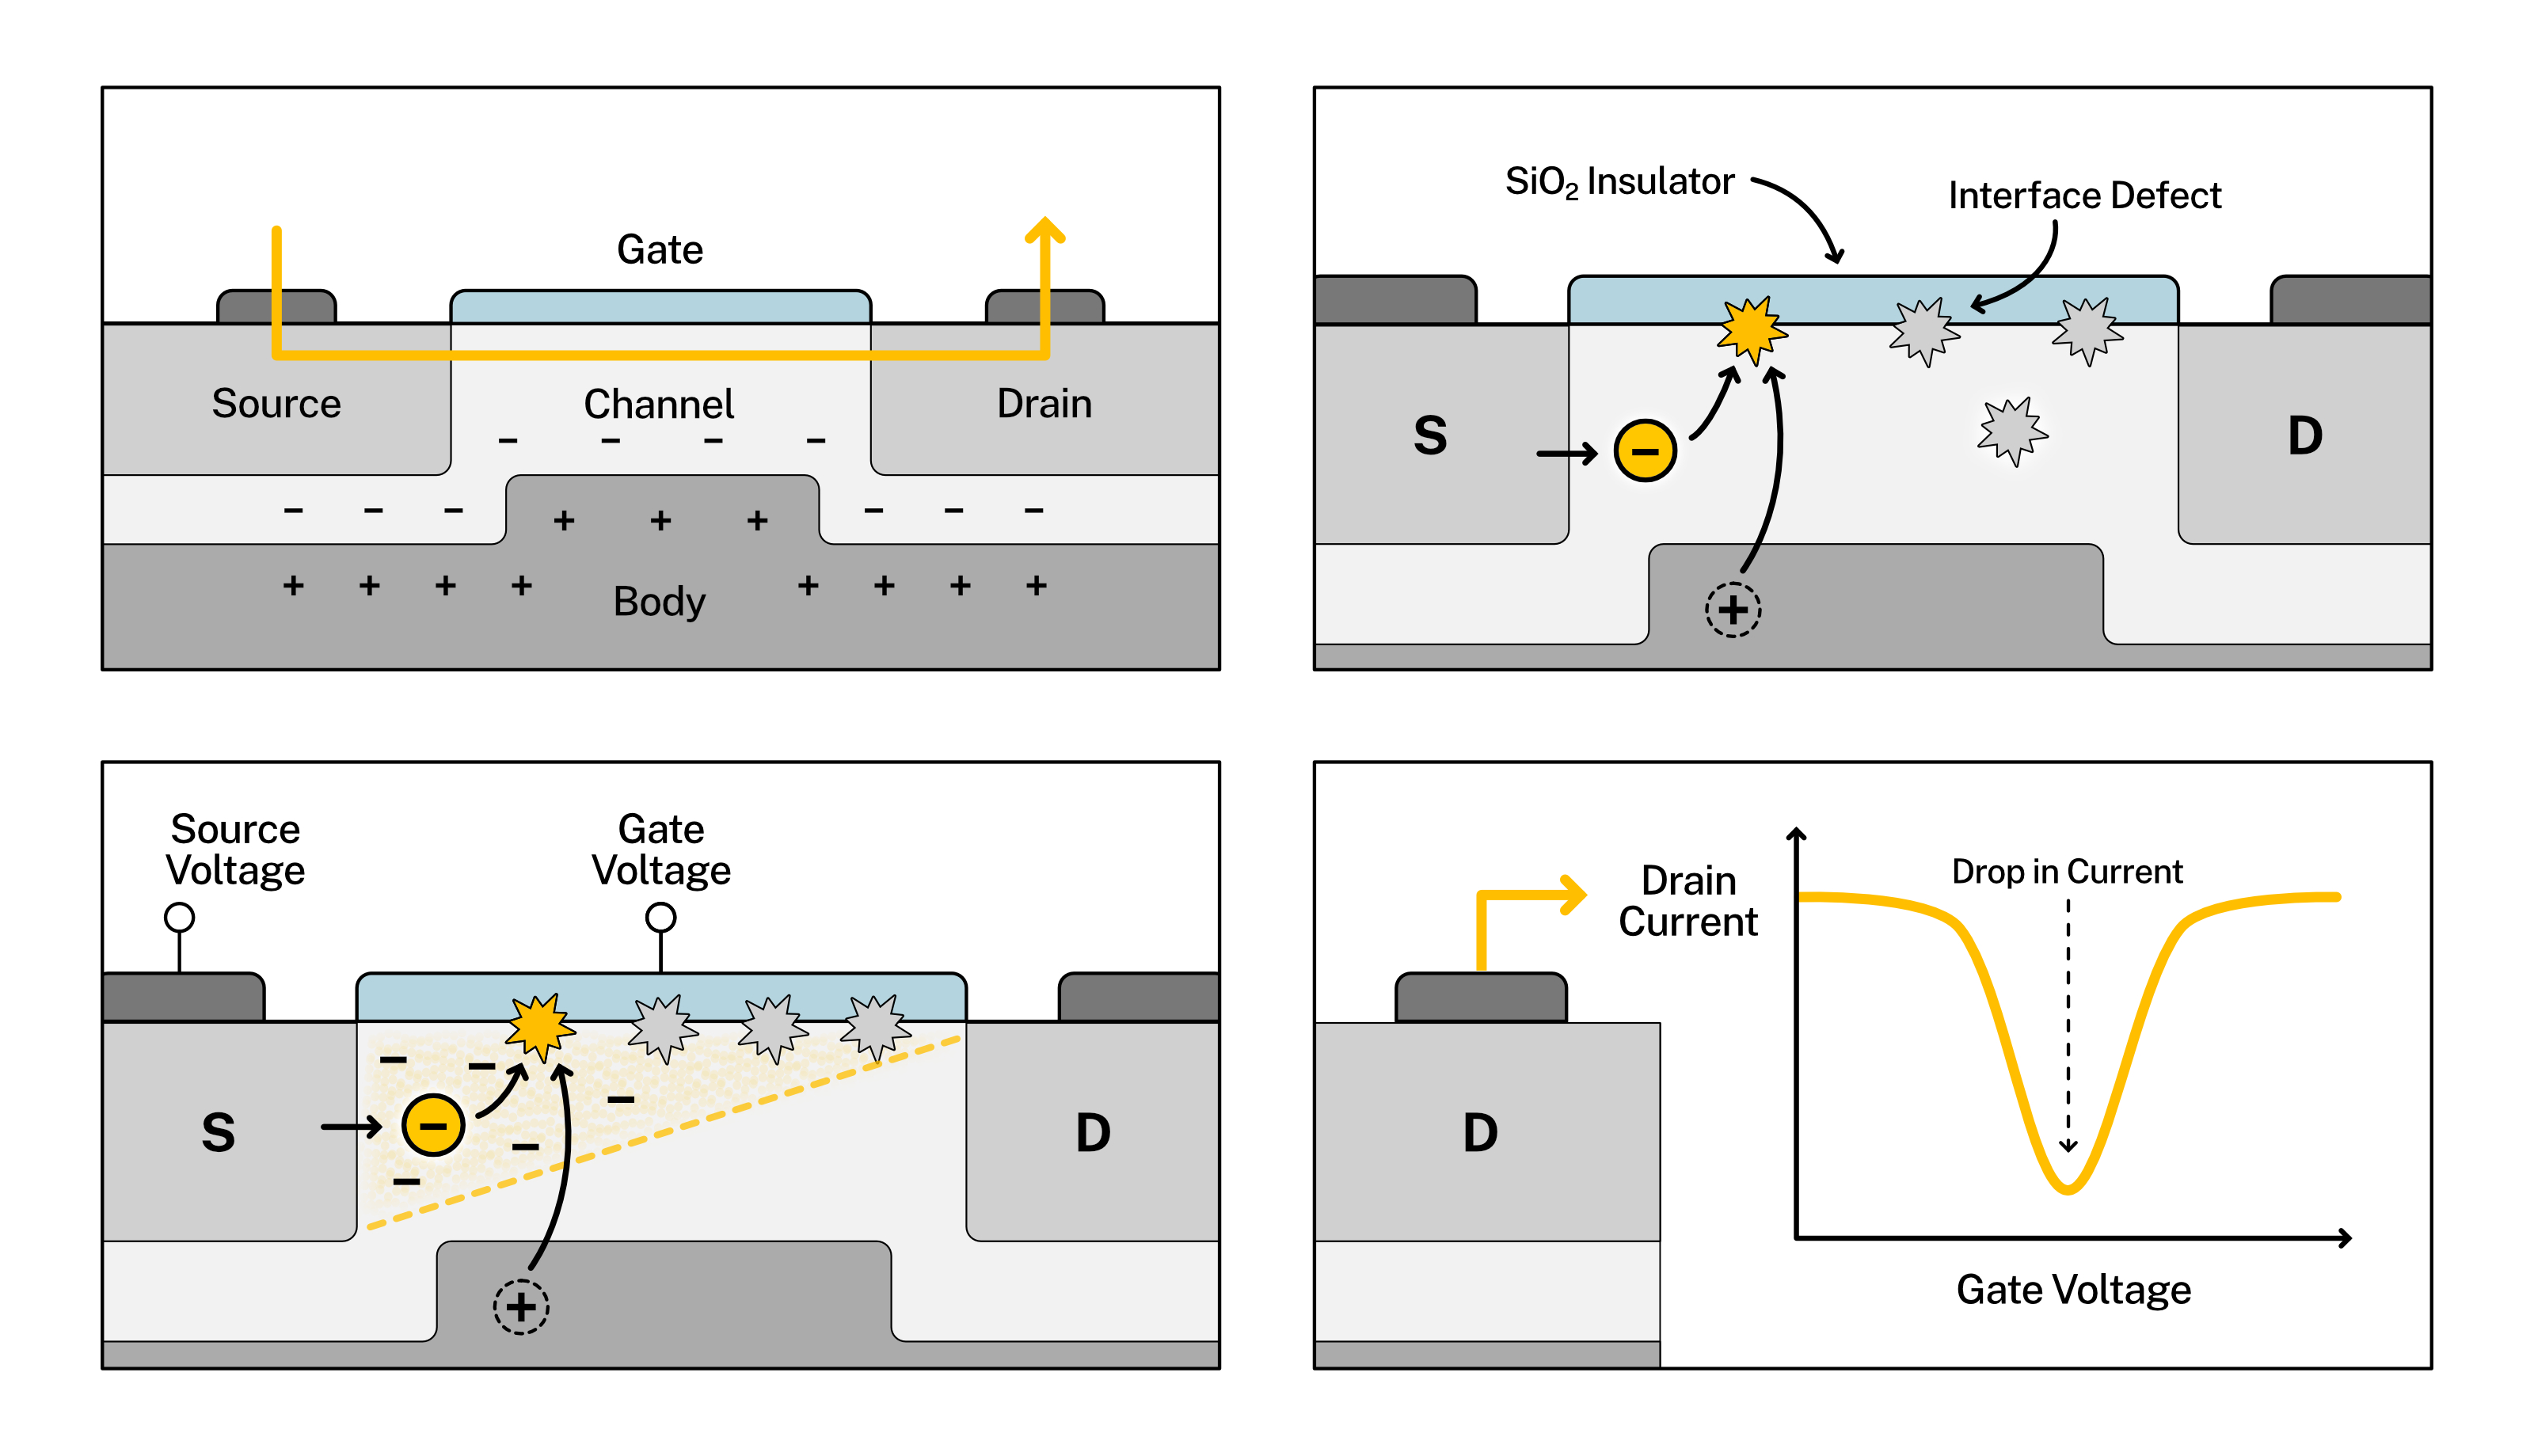 Gate
Source
Channel
Drain
− − − −
− − − + + + − − −
+ + + + Body + + + +
SiO₂ Insulator
Interface Defect
S
−
D
+
Source
Voltage
Gate
Voltage
− −
S
−
−
D
−
−
+
Drain
Current
Drop in Current
D
Gate Voltage